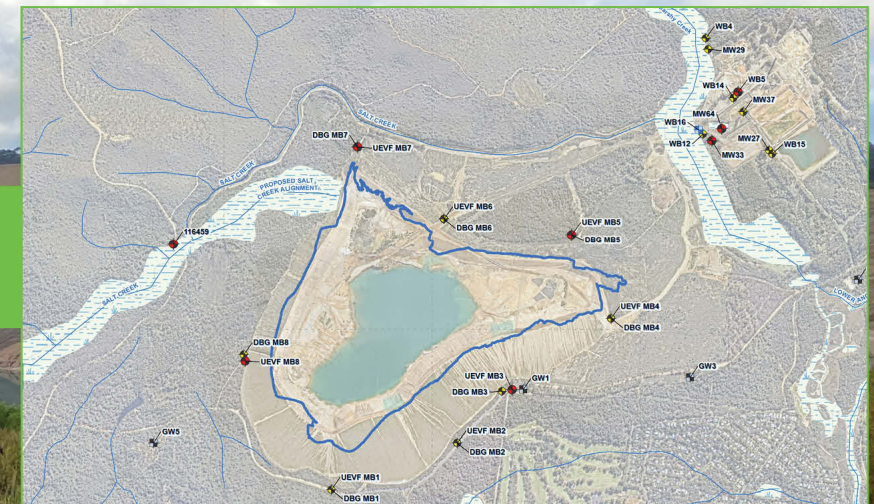 WB4
MW29
WB14
WB5
MW37
MW64
WB16
WB12
MW27
WB15
MW33
SALT CREEK
DBG MB7
UEVF MB7
SALT CREEK
PROPOSED SALT
CREEK ALIGNMENT
116459
SALT CREEK
UEVF MB6
DBG MB6
UEVF MB5
DBG MB5
UEVF MB4
DBG MB4
DBG MB8
UEVF MB8
UEVF MB3
DBG MB3
GW1
GW3
GW5
UEVF MB2
DBG MB2
UEVF MB1
DBG MB1
Creek
LOWER